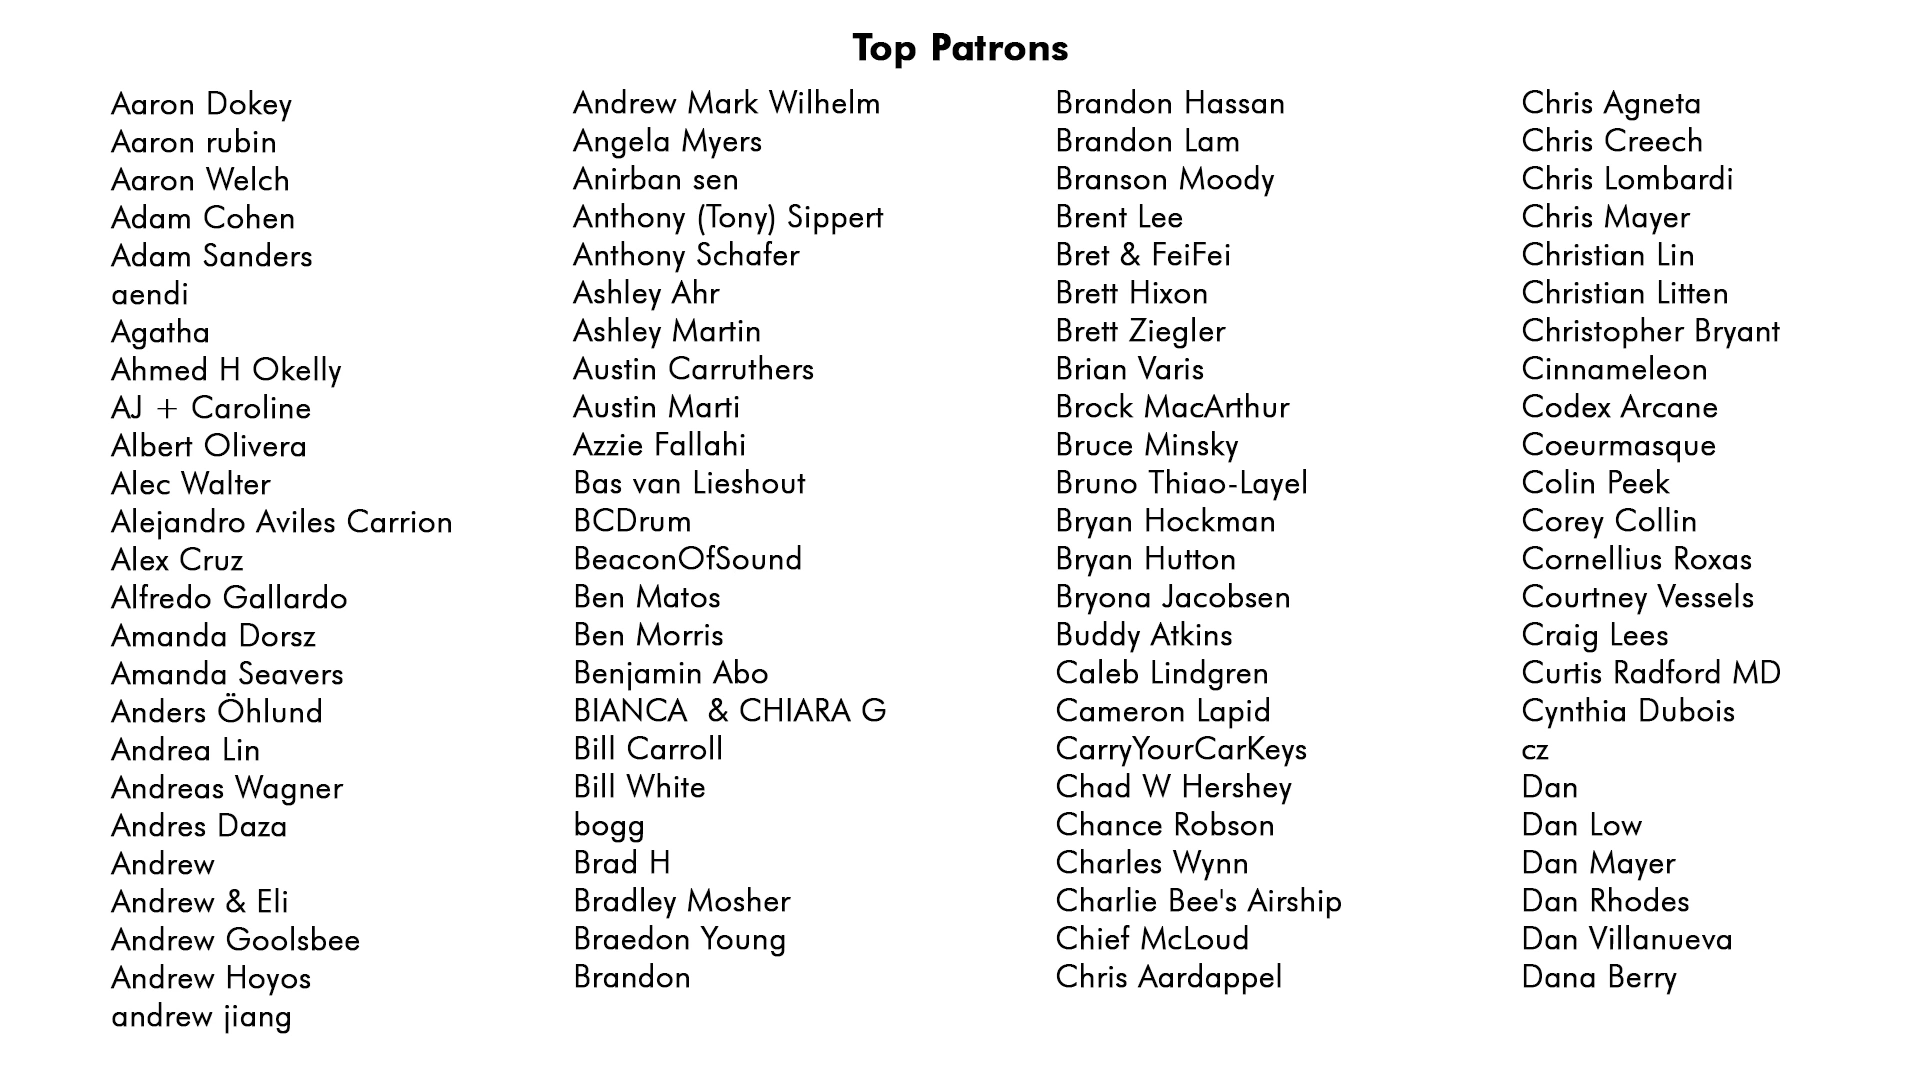 Top Patrons
Aaron Dokey
Aaron rubin
Aaron Welch
Adam Cohen
Adam Sanders
aendi
Agatha
Ahmed H Okelly
AJ + Caroline
Albert Olivera
Alec Walter
Alejandro Aviles Carrion
Alex Cruz
Alfredo Gallardo
Amanda Dorsz
Amanda Seavers
Anders Öhlund
Andrea Lin
Andreas Wagner
Andres Daza
Andrew
Andrew & Eli
Andrew Goolsbee
Andrew Hoyos
andrew jiang
Andrew Mark Wilhelm
Angela Myers
Anirban sen
Anthony (Tony) Sippert
Anthony Schafer
Ashley Ahr
Ashley Martin
Austin Carruthers
Austin Marti
Azzie Fallahi
Bas van Lieshout
BCDrum
BeaconOfSound
Ben Matos
Ben Morris
Benjamin Abo
BIANCA  & CHIARA G
Bill Carroll
Bill White
bogg
Brad H
Bradley Mosher
Braedon Young
Brandon
Brandon Hassan
Brandon Lam
Branson Moody
Brent Lee
Bret & FeiFei
Brett Hixon
Brett Ziegler
Brian Varis
Brock MacArthur
Bruce Minsky
Bruno Thiao-Layel
Bryan Hockman
Bryan Hutton
Bryona Jacobsen
Buddy Atkins
Caleb Lindgren
Cameron Lapid
CarryYourCarKeys
Chad W Hershey
Chance Robson
Charles Wynn
Charlie Bee's Airship
Chief McLoud
Chris Aardappel
Chris Agneta
Chris Creech
Chris Lombardi
Chris Mayer
Christian Lin
Christian Litten
Christopher Bryant
Cinnameleon
Codex Arcane
Coeurmasque
Colin Peek
Corey Collin
Cornellius Roxas
Courtney Vessels
Craig Lees
Curtis Radford MD
Cynthia Dubois
cz
Dan
Dan Low
Dan Mayer
Dan Rhodes
Dan Villanueva
Dana Berry